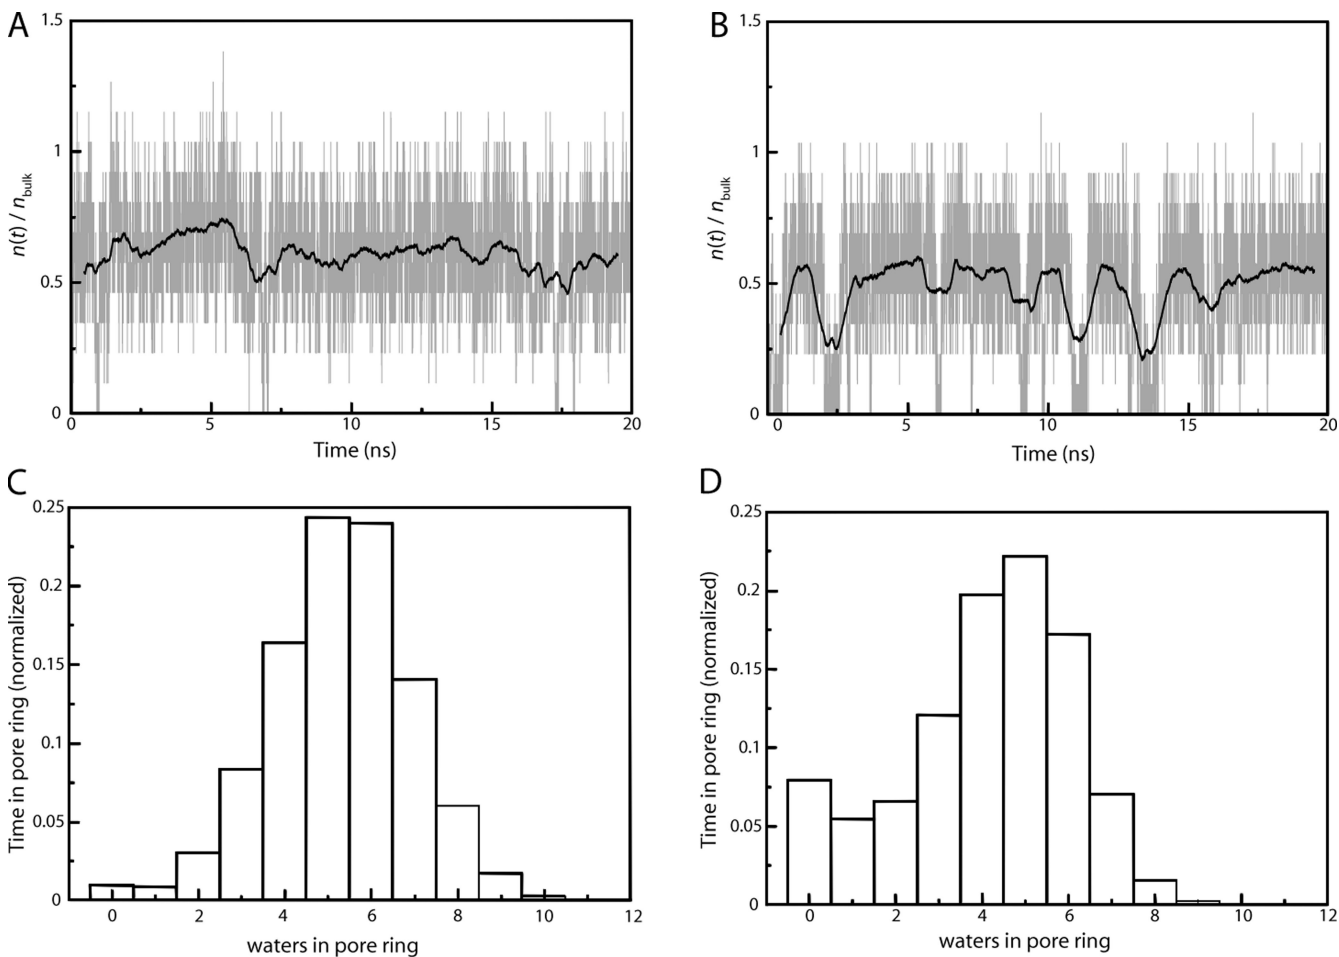 A
1.5
1
0.5
0
n(t) / nbulk
0 5 10 15 20
Time (ns)
B
1.5
1
0.5
0
n(t) / nbulk
0 5 10 15 20
Time (ns)
C
0.25
0.2
0.15
0.1
0.05
0
Time in pore ring (normalized)
0 2 4 6 8 10 12
waters in pore ring
D
0.25
0.2
0.15
0.1
0.05
0
Time in pore ring (normalized)
0 2 4 6 8 10 12
waters in pore ring